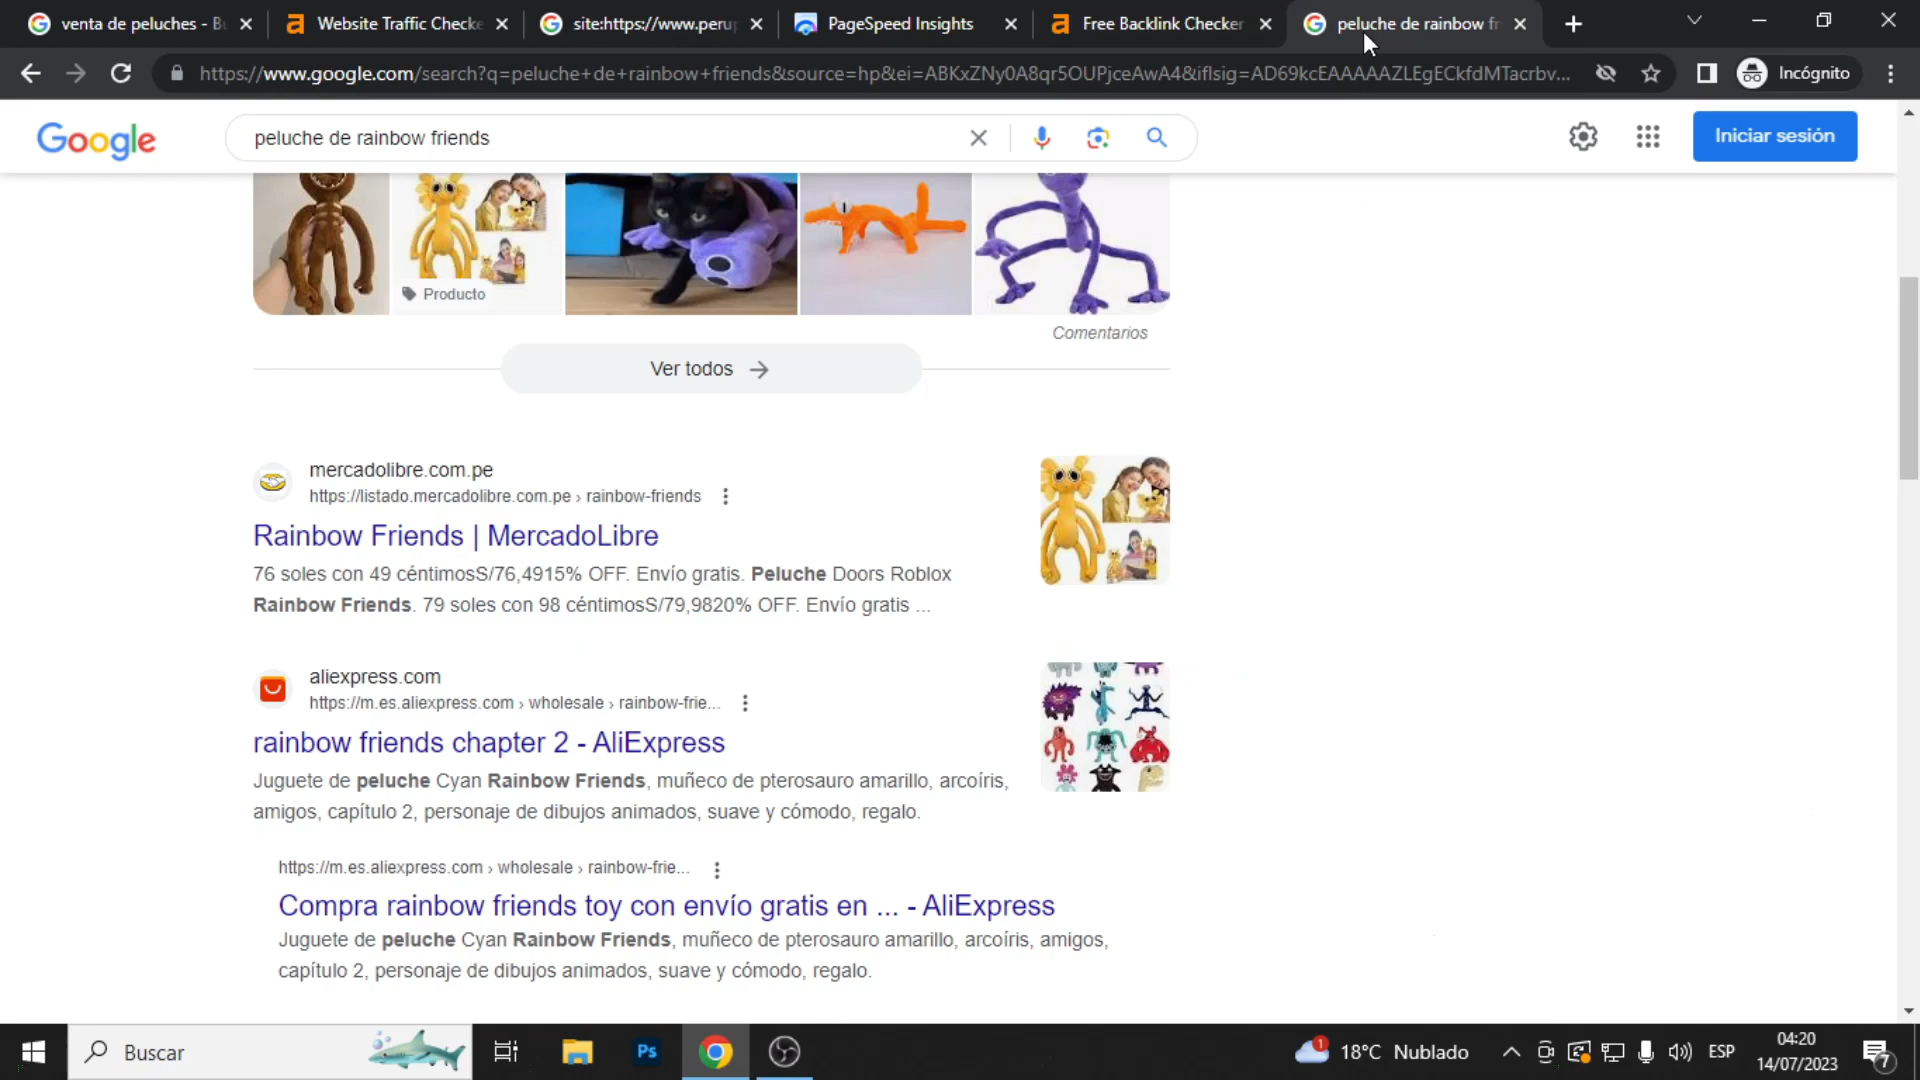 venta de peluches - Bu
Website Traffic Checke
site:https://www.perup
PageSpeed Insights
Free Backlink Checker
peluche de rainbow fr
https://www.google.com/search?q=peluche+de+rainbow+friends&source=hp&ei=ABKxZNy0A8qr5OUPjceAwA4&iflsig=AD69kcEAAAAAZLEgECkfdMTacrbv...
Incógnito
Google
peluche de rainbow friends
Iniciar sesión
Producto
Comentarios
Ver todos
mercadolibre.com.pe
https://listado.mercadolibre.com.pe › rainbow-friends
Rainbow Friends | MercadoLibre
76 soles con 49 céntimosS/76,4915% OFF. Envío gratis. Peluche Doors Roblox
Rainbow Friends. 79 soles con 98 céntimosS/79,9820% OFF. Envío gratis ...
aliexpress.com
https://m.es.aliexpress.com › wholesale › rainbow-frie...
rainbow friends chapter 2 - AliExpress
Juguete de peluche Cyan Rainbow Friends, muñeco de pterosauro amarillo, arcoíris,
amigos, capítulo 2, personaje de dibujos animados, suave y cómodo, regalo.
https://m.es.aliexpress.com › wholesale › rainbow-frie...
Compra rainbow friends toy con envío gratis en ... - AliExpress
Juguete de peluche Cyan Rainbow Friends, muñeco de pterosauro amarillo, arcoíris, amigos,
capítulo 2, personaje de dibujos animados, suave y cómodo, regalo.
Buscar
Ps
1
18°C Nublado
ESP
04:20
14/07/2023
7